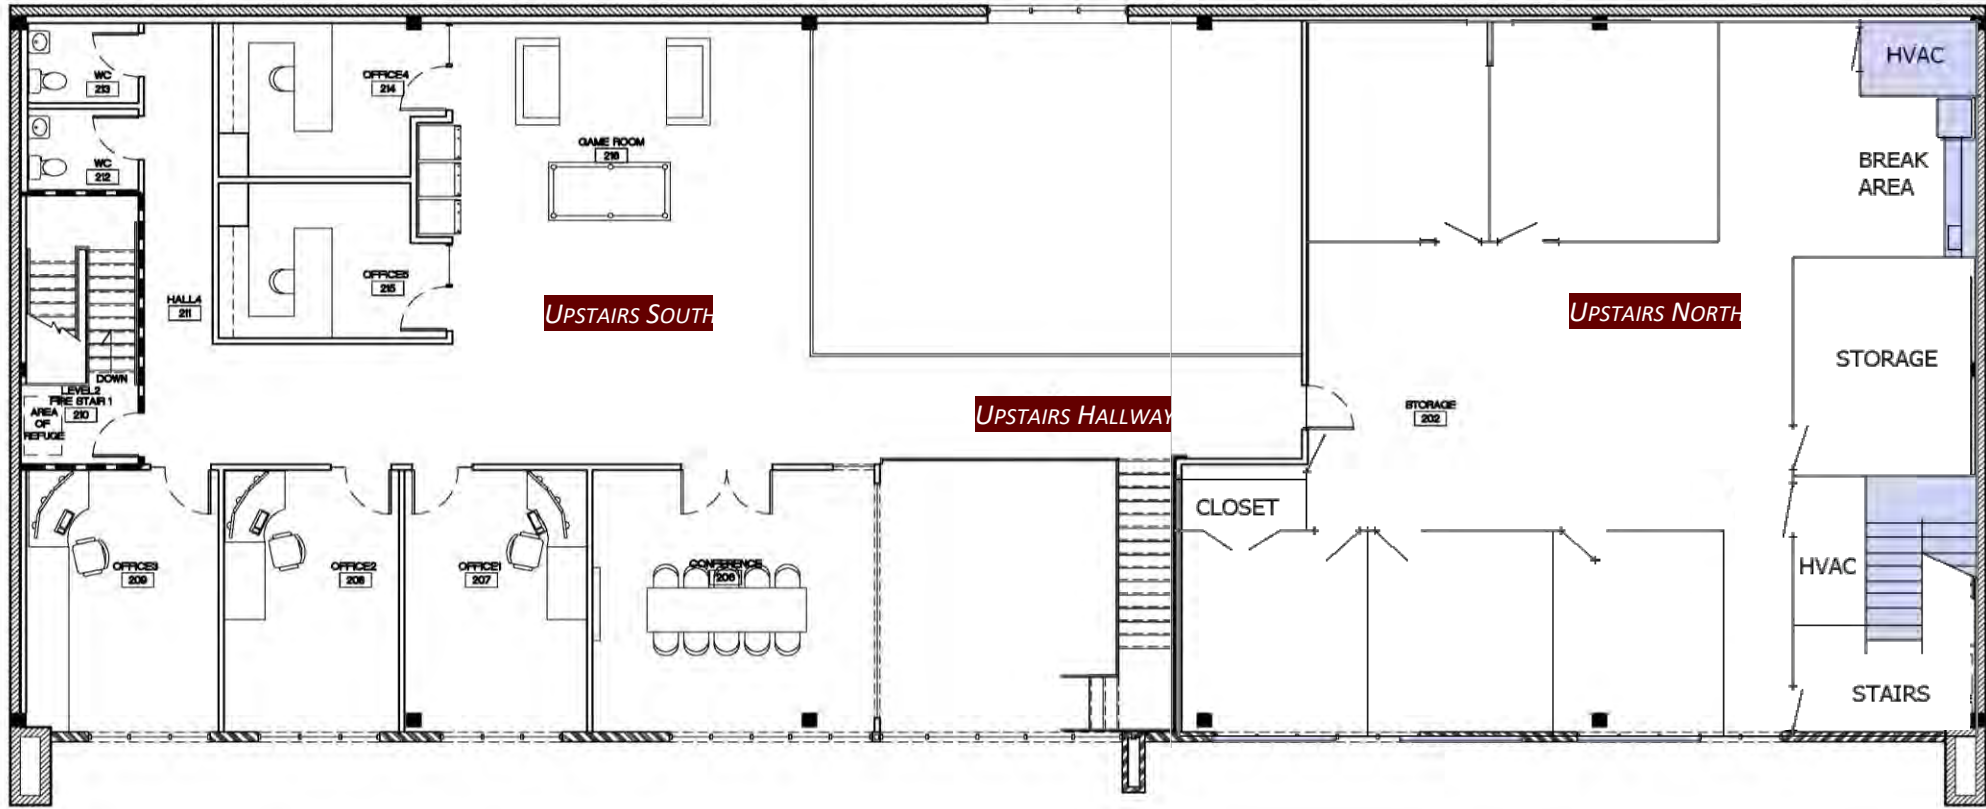 WC
213
WC
212
OFFICE4
214
GAME ROOM
216
HVAC
BREAK
AREA
HALL4
211
OFFICE5
215
UPSTAIRS SOUTH
UPSTAIRS NORTH
STORAGE
DOWN
LEVEL2
FIRE STAIR 1
210
AREA
OF
REFUGE
UPSTAIRS HALLWAY
STORAGE
202
CLOSET
OFFICE3
209
OFFICE2
208
OFFICE1
207
CONFERENCE
206
HVAC
STAIRS